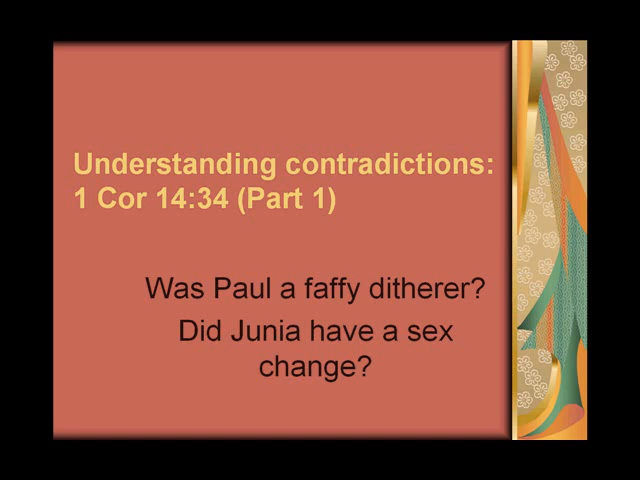 Understanding contradictions:
1 Cor 14:34 (Part 1)
Was Paul a faffy ditherer?
Did Junia have a sex
change?